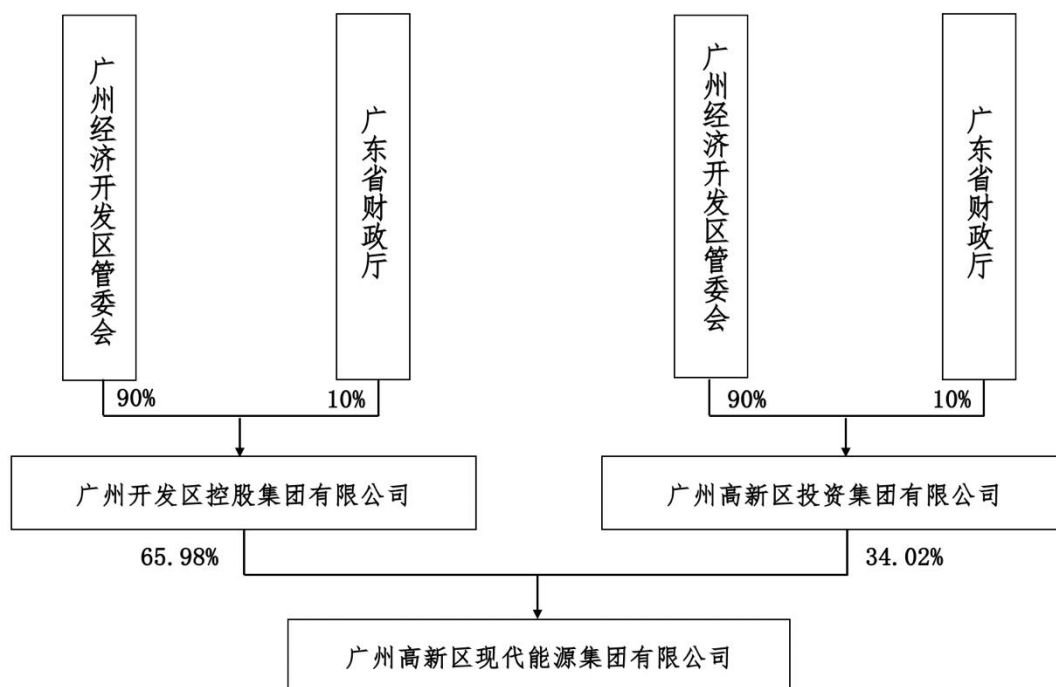 广州经济开发区管委会
广东省财政厅
广州经济开发区管委会
广东省财政厅
90%
10%
90%
10%
广州开发区控股集团有限公司
广州高新区投资集团有限公司
65.98%
34.02%
广州高新区现代能源集团有限公司